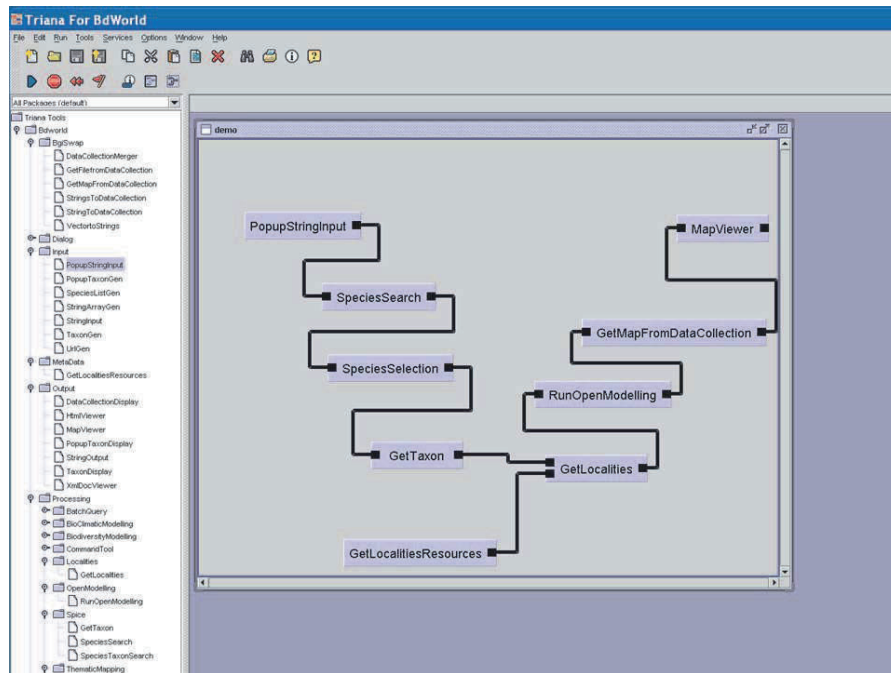 Triana For BdWorld
File Edit Run Tools Services Options Window Help
All Packages (default)
Triana Tools
Bdworld
BgiSwap
DataCollectionMerger
GetFilefromDataCollection
GetMapFromDataCollection
StringsToDataCollection
StringToDataCollection
VectortoStrings
Dialog
Input
PopupStringInput
PopupTaxonGen
SpeciesListGen
StringArrayGen
StringInput
TaxonGen
UrlGen
MetaData
GetLocalitiesResources
Output
DataCollectionDisplay
HtmlViewer
MapViewer
PopupTaxonDisplay
StringOutput
TaxonDisplay
XmlDocViewer
Processing
BatchQuery
BioClimaticModelling
BiodiversityModelling
CommandTool
Localities
GetLocalities
OpenModelling
RunOpenModelling
Spice
GetTaxon
SpeciesSearch
SpeciesTaxonSearch
ThematicMapping
demo
PopupStringInput
MapViewer
SpeciesSearch
GetMapFromDataCollection
SpeciesSelection
RunOpenModelling
GetTaxon
GetLocalities
GetLocalitiesResources